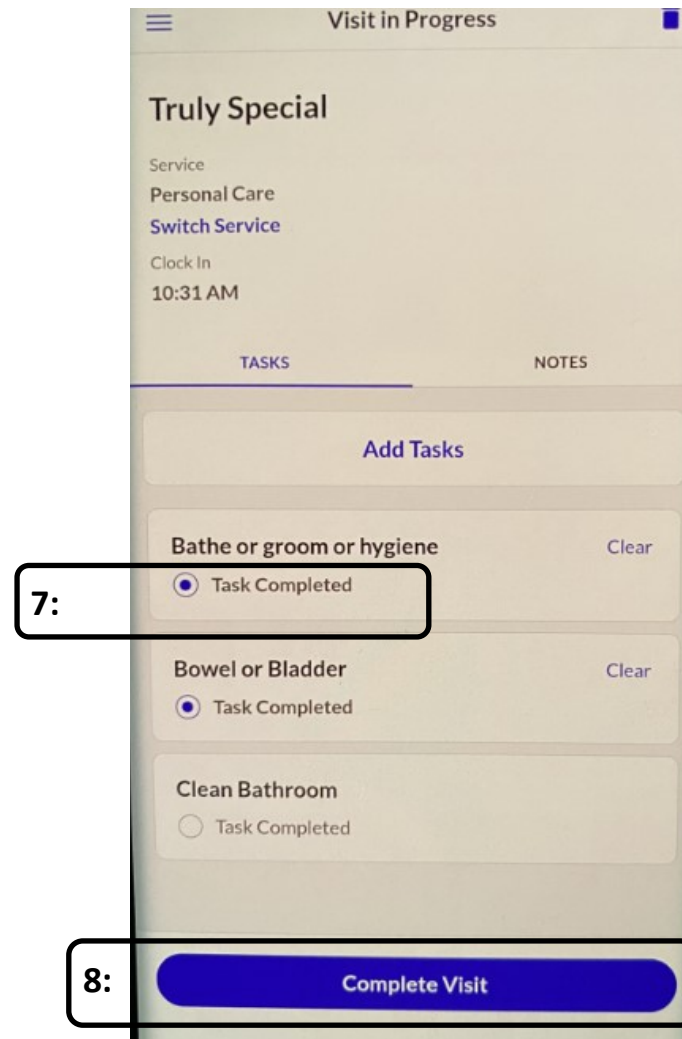 Visit in Progress
Truly Special
Service
Personal Care
Switch Service
Clock In
10:31 AM
TASKS
NOTES
Add Tasks
Bathe or groom or hygiene
Clear
7:
Task Completed
Bowel or Bladder
Clear
Task Completed
Clean Bathroom
Task Completed
8:
Complete Visit